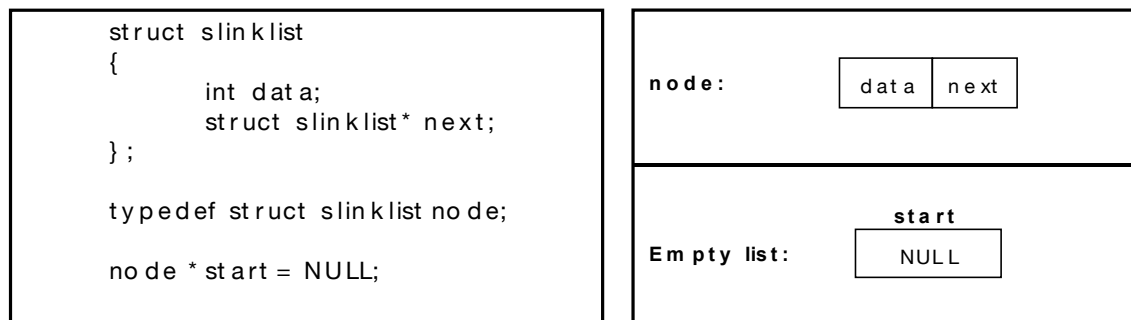 struct slinklist
{
int data;
struct slinklist* next;
};
typedef struct slinklist node;
node *start = NULL;
node:
data next
start
Empty list:
NULL